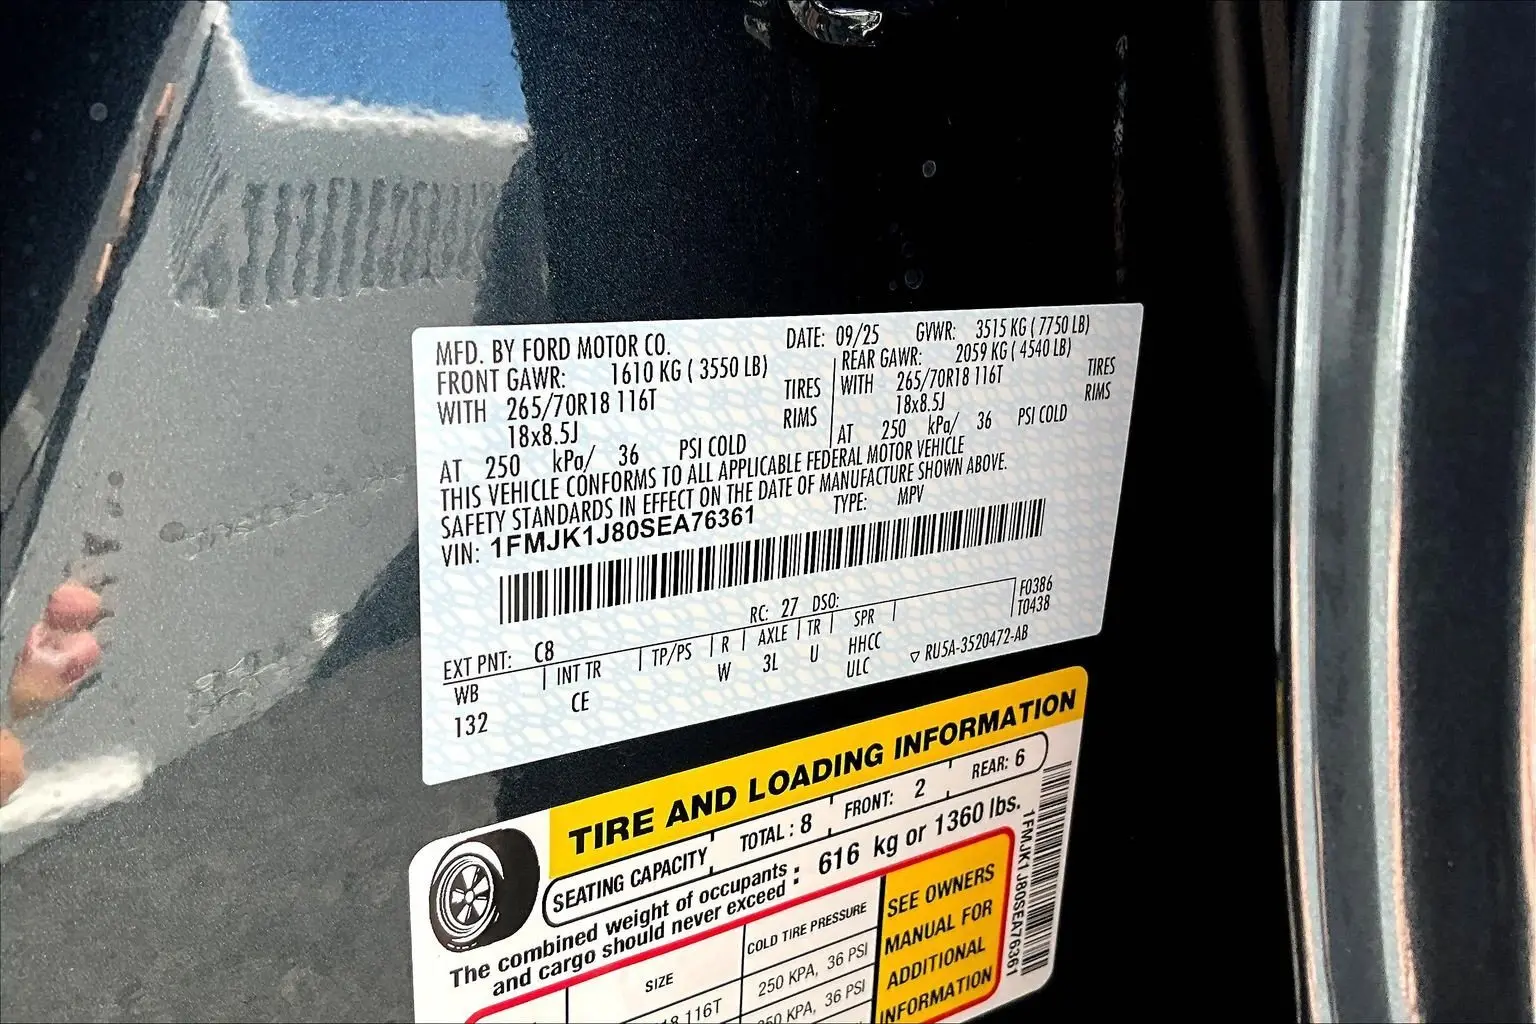 MFD. BY FORD MOTOR CO.
DATE: 09/25 GVWR: 3515 KG ( 7750 LB)
FRONT GAWR: 1610 KG ( 3550 LB)
WITH 265/70R18 116T TIRES
18x8.5J RIMS
AT 250 kPa/ 36 PSI COLD
REAR GAWR: 2059 KG ( 4540 LB)
WITH 265/70R18 116T TIRES
18x8.5J RIMS
AT 250 kPa/ 36 PSI COLD
THIS VEHICLE CONFORMS TO ALL APPLICABLE FEDERAL MOTOR VEHICLE
SAFETY STANDARDS IN EFFECT ON THE DATE OF MANUFACTURE SHOWN ABOVE.
VIN: 1FMJK1J80SEA76361 TYPE: MPV
F0386
T0438
EXT PNT: C8 RC: 27 DSO:
WB INT TR TP/PS R AXLE TR SPR
132 CE W 3L U HHCC
ULC
▽ RU5A-3520472-AB
TIRE AND LOADING INFORMATION
SEATING CAPACITY TOTAL : 8 FRONT: 2 REAR: 6
The combined weight of occupants
and cargo should never exceed : 616 kg or 1360 lbs.
SIZE COLD TIRE PRESSURE
18 116T 250 KPA, 36 PSI
250 KPA, 36 PSI
SEE OWNERS
MANUAL FOR
ADDITIONAL
INFORMATION
1FMJK1J80SEA76361